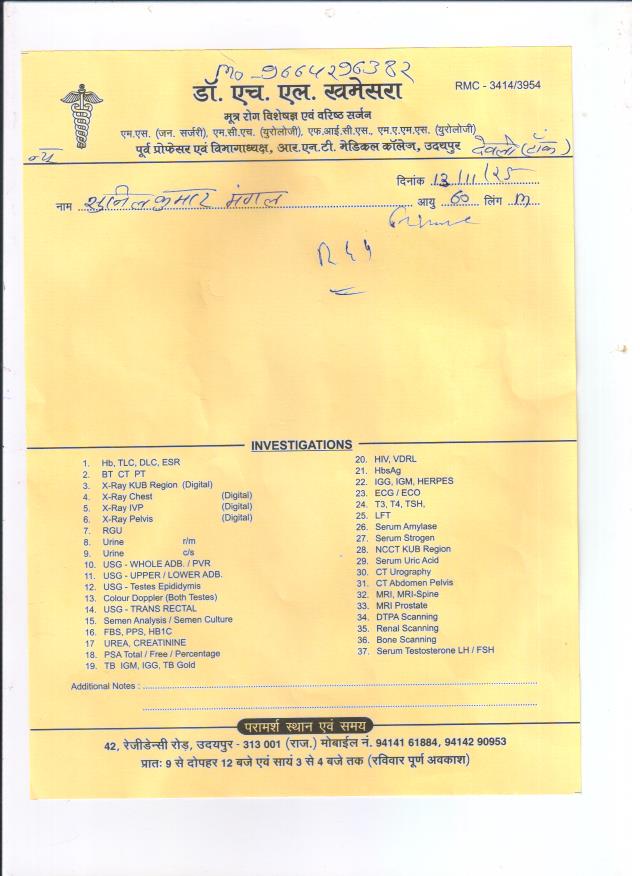 Mo - 9664296382
डॉ. एच. एल. खमेसरा
RMC - 3414/3954
मूत्र रोग विशेषज्ञ एवं वरिष्ठ सर्जन
एम.एस. (जन. सर्जरी), एम.सी.एच. (युरोलोजी), एफ.आई.सी.एस., एम.ए.एम.एस. (युरोलोजी)
पूर्व प्रोफेसर एवं विभागाध्यक्ष, आर.एन.टी. मेडिकल कॉलेज, उदयपुर देवली (टोंक)
दिनांक 13/11/25
नाम सुनील कुमार मंगल आयु 60 लिंग M
INVESTIGATIONS
1. Hb, TLC, DLC, ESR
2. BT CT PT
3. X-Ray KUB Region (Digital)
4. X-Ray Chest (Digital)
5. X-Ray IVP (Digital)
6. X-Ray Pelvis (Digital)
7. RGU
8. Urine r/m
9. Urine c/s
10. USG - WHOLE ADB. / PVR
11. USG - UPPER / LOWER ADB.
12. USG - Testes Epididymis
13. Colour Doppler (Both Testes)
14. USG - TRANS RECTAL
15. Semen Analysis / Semen Culture
16. FBS, PPS, HB1C
17 UREA, CREATININE
18. PSA Total / Free / Percentage
19. TB IGM, IGG, TB Gold
20. HIV, VDRL
21. HbsAg
22. IGG, IGM, HERPES
23. ECG / ECO
24. T3, T4, TSH,
25. LFT
26. Serum Amylase
27. Serum Strogen
28. NCCT KUB Region
29. Serum Uric Acid
30. CT Urography
31. CT Abdomen Pelvis
32. MRI, MRI-Spine
33. MRI Prostate
34. DTPA Scanning
35. Renal Scanning
36. Bone Scanning
37. Serum Testosterone LH / FSH
Additional Notes :
परामर्श स्थान एवं समय
42, रेजीडेन्सी रोड़, उदयपुर - 313 001 (राज.) मोबाईल नं. 94141 61884, 94142 90953
प्रातः 9 से दोपहर 12 बजे एवं सायं 3 से 4 बजे तक (रविवार पूर्ण अवकाश)